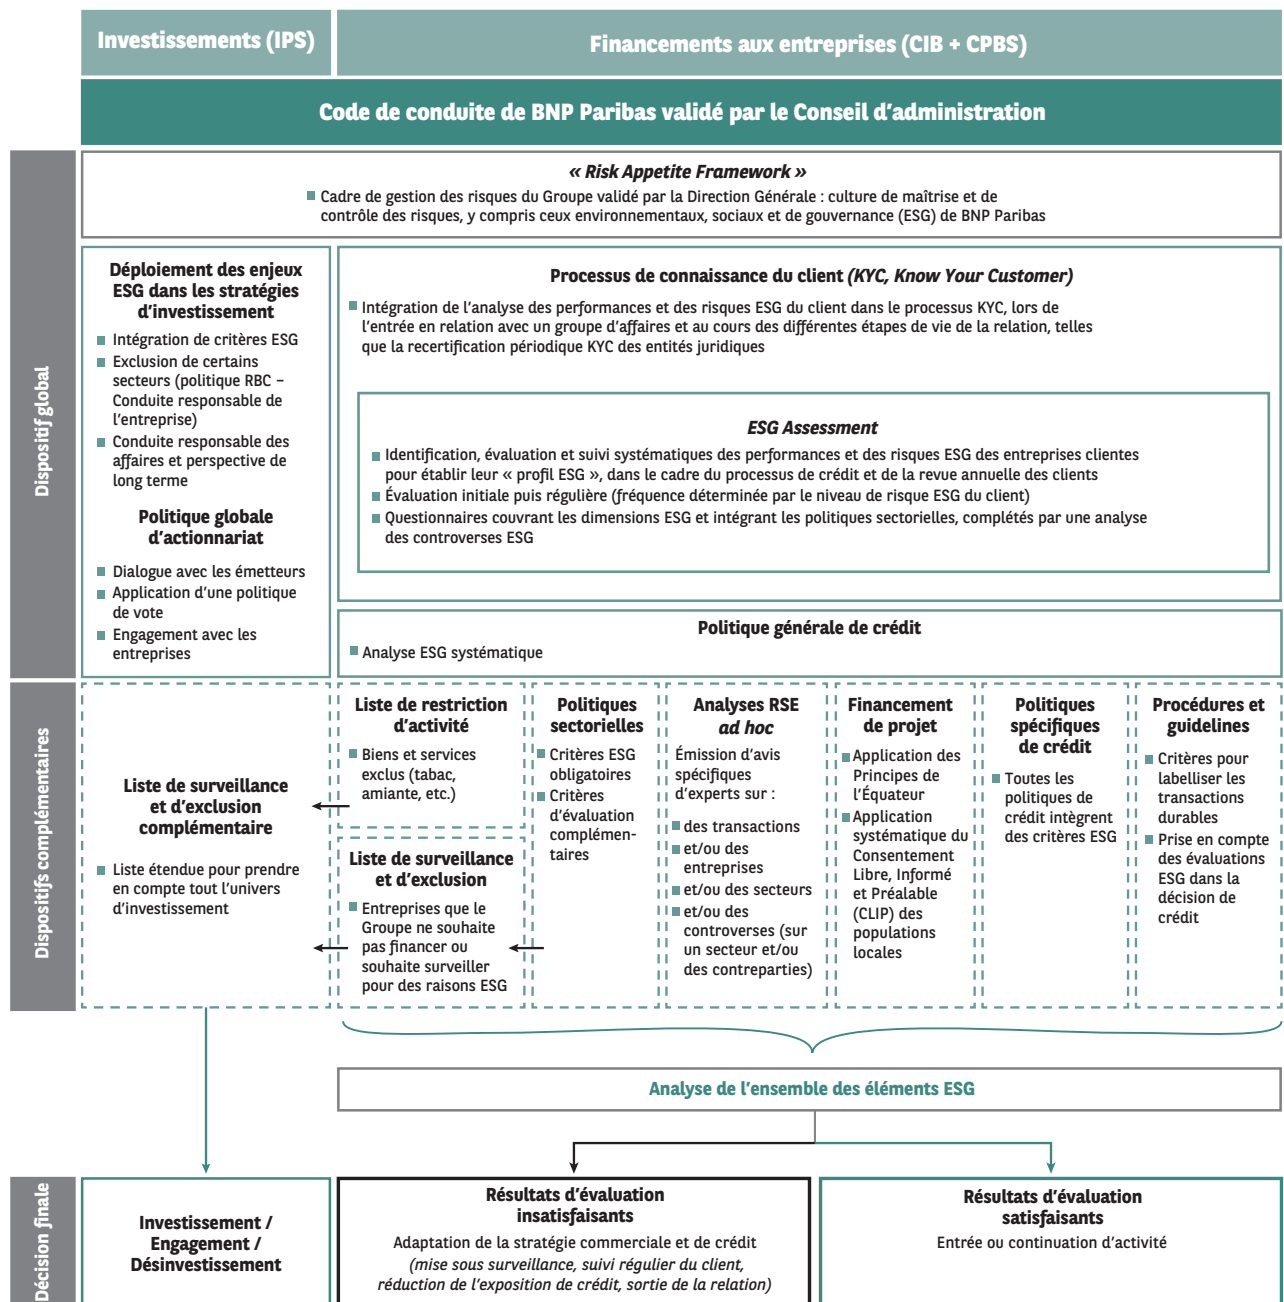 Investissements (IPS)
Financements aux entreprises (CIB + CPBS)
Code de conduite de BNP Paribas validé par le Conseil d'administration
Dispositif global
« Risk Appetite Framework »
Cadre de gestion des risques du Groupe validé par la Direction Générale : culture de maîtrise et de
contrôle des risques, y compris ceux environnementaux, sociaux et de gouvernance (ESG) de BNP Paribas
Déploiement des enjeux
ESG dans les stratégies
d'investissement
Intégration de critères ESG
Exclusion de certains
secteurs (politique RBC –
Conduite responsable de
l'entreprise)
Conduite responsable des
affaires et perspective de
long terme
Politique globale
d'actionnariat
Dialogue avec les émetteurs
Application d'une politique
de vote
Engagement avec les
entreprises
Processus de connaissance du client (KYC, Know Your Customer)
Intégration de l'analyse des performances et des risques ESG du client dans le processus KYC, lors de
l'entrée en relation avec un groupe d'affaires et au cours des différentes étapes de vie de la relation, telles
que la recertification périodique KYC des entités juridiques
ESG Assessment
Identification, évaluation et suivi systématiques des performances et des risques ESG des entreprises clientes
pour établir leur « profil ESG », dans le cadre du processus de crédit et de la revue annuelle des clients
Évaluation initiale puis régulière (fréquence déterminée par le niveau de risque ESG du client)
Questionnaires couvrant les dimensions ESG et intégrant les politiques sectorielles, complétés par une analyse
des controverses ESG
Politique générale de crédit
Analyse ESG systématique
Dispositifs complémentaires
Liste de surveillance
et d'exclusion
complémentaire
Liste étendue pour prendre
en compte tout l'univers
d'investissement
Liste de restriction
d'activité
Biens et services
exclus (tabac,
amiante, etc.)
Liste de surveillance
et d'exclusion
Entreprises que le
Groupe ne souhaite
pas financer ou
souhaite surveiller
pour des raisons ESG
Politiques
sectorielles
Critères ESG
obligatoires
Critères
d'évaluation
complémen-
taires
Analyses RSE
ad hoc
Émission d'avis
spécifiques
d'experts sur :
des transactions
et/ou des
entreprises
et/ou des secteurs
et/ou des
controverses (sur
un secteur et/ou
des contreparties)
Financement
de projet
Application des
Principes de
l'Équateur
Application
systématique du
Consentement
Libre, Informé
et Préalable
(CLIP) des
populations
locales
Politiques
spécifiques
de crédit
Toutes les
politiques de
crédit intègrent
des critères ESG
Procédures et
guidelines
Critères pour
labelliser les
transactions
durables
Prise en compte
des évaluations
ESG dans la
décision de
crédit
Analyse de l'ensemble des éléments ESG
Décision finale
Investissement /
Engagement /
Désinvestissement
Résultats d'évaluation
insatisfaisants
Adaptation de la stratégie commerciale et de crédit
(mise sous surveillance, suivi régulier du client,
réduction de l'exposition de crédit, sortie de la relation)
Résultats d'évaluation
satisfaisants
Entrée ou continuation d'activité